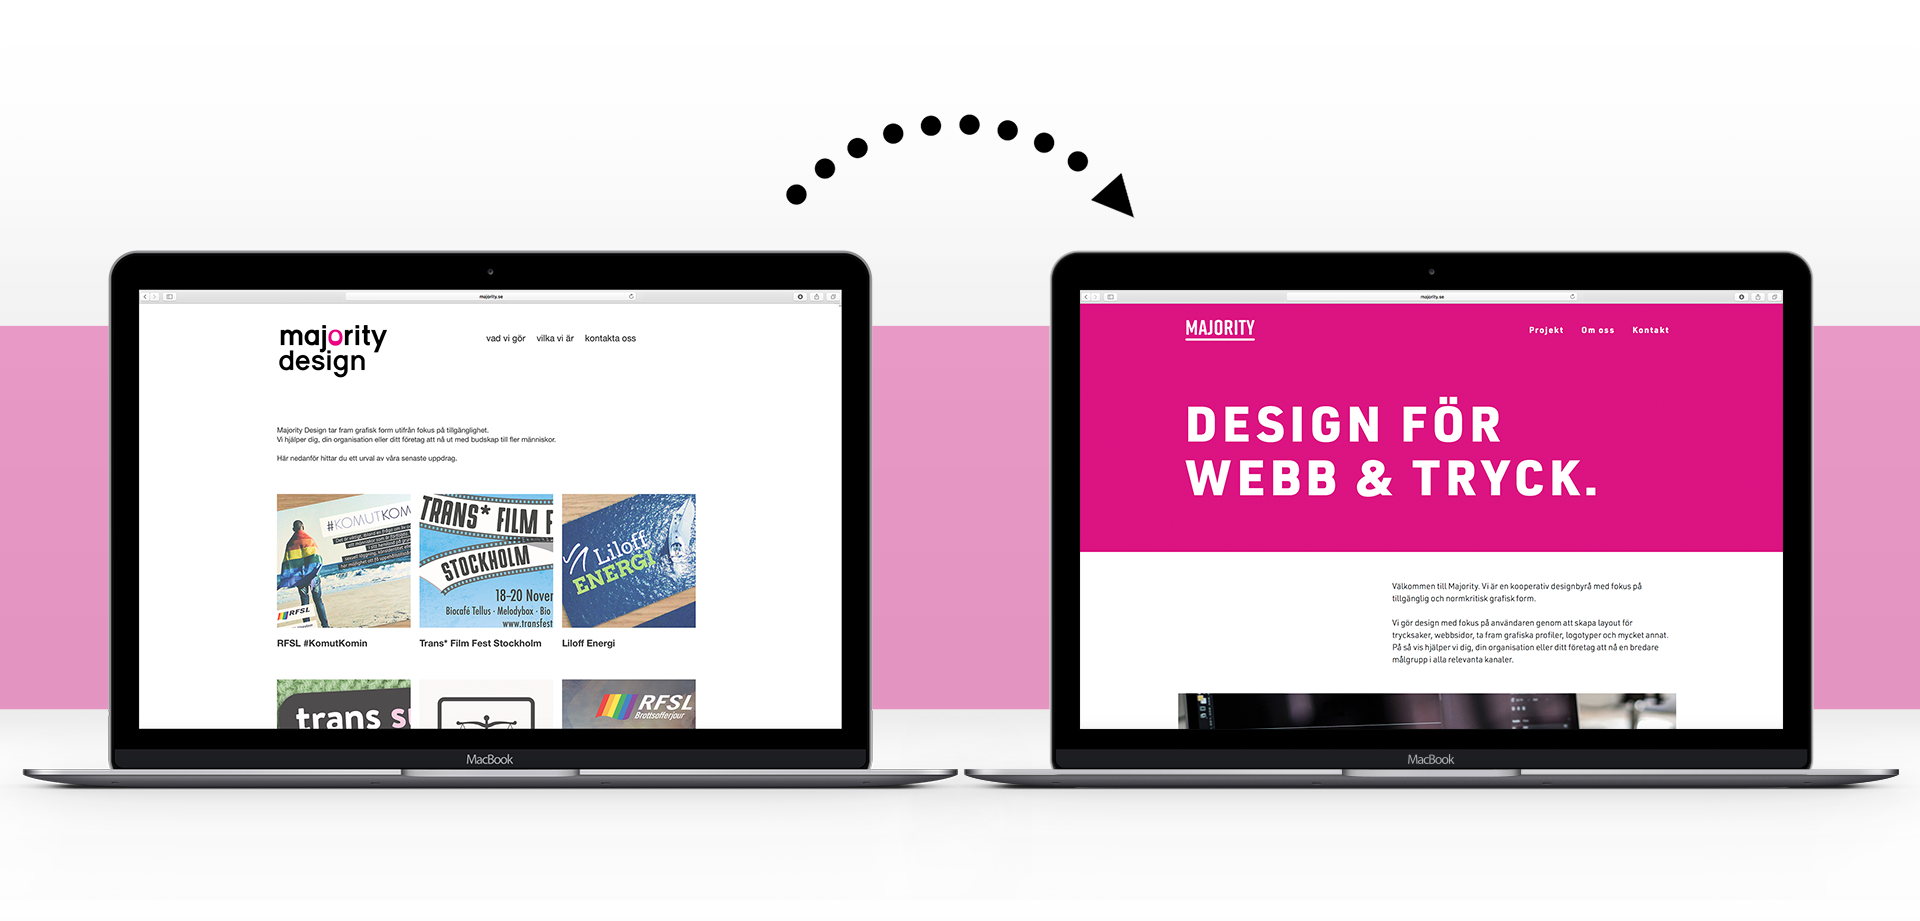 majority.se
majority
design
vad vi gör vilka vi är kontakta oss
Majority Design tar fram grafisk form utifrån fokus på tillgänglighet.
Vi hjälper dig, din organisation eller ditt företag att nå ut med budskap till fler människor.
Här nedanför hittar du ett urval av våra senaste uppdrag.
#KOMUTKOM
RFSL
TRANS* FILM F
STOCKHOLM
18-20 Nover
Biocafé Tellus · Melodybox · Bio
www.transfest
Liloff
ENERGI
RFSL #KomutKomin
Trans* Film Fest Stockholm
Liloff Energi
trans s
RFSL
Brottsofferjour
MacBook
majority.se
MAJORITY
Projekt Om oss Kontakt
DESIGN FÖR
WEBB & TRYCK.
Välkommen till Majority. Vi är en kooperativ designbyrå med fokus på
tillgänglig och normkritisk grafisk form.
Vi gör design med fokus på användaren genom att skapa layout för
trycksaker, webbsidor, ta fram grafiska profiler, logotyper och mycket annat.
På så vis hjälper vi dig, din organisation eller ditt företag att nå en bredare
målgrupp i alla relevanta kanaler.
MacBook